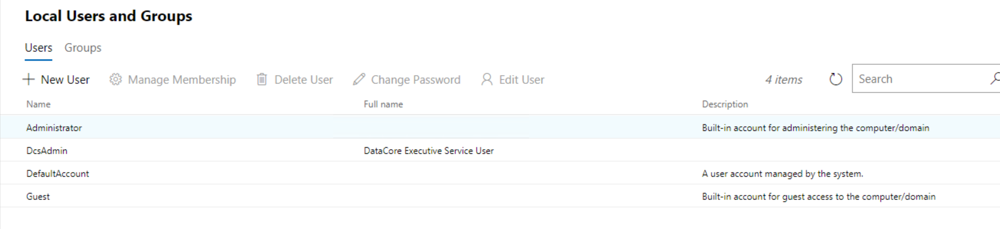 Local Users and Groups
Users Groups
New User Manage Membership Delete User Change Password Edit User 4 items Search
Name Full name Description
Administrator Built-in account for administering the computer/domain
DcsAdmin DataCore Executive Service User
DefaultAccount A user account managed by the system.
Guest Built-in account for guest access to the computer/domain